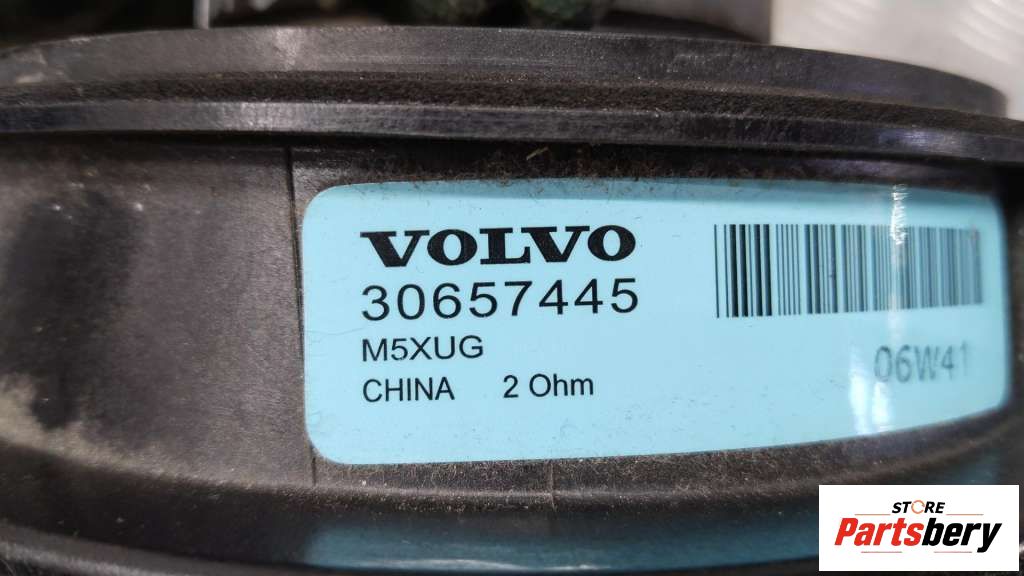 VOLVO
30657445
M5XUG
CHINA 2 Ohm
06W41
STORE
Partsbery